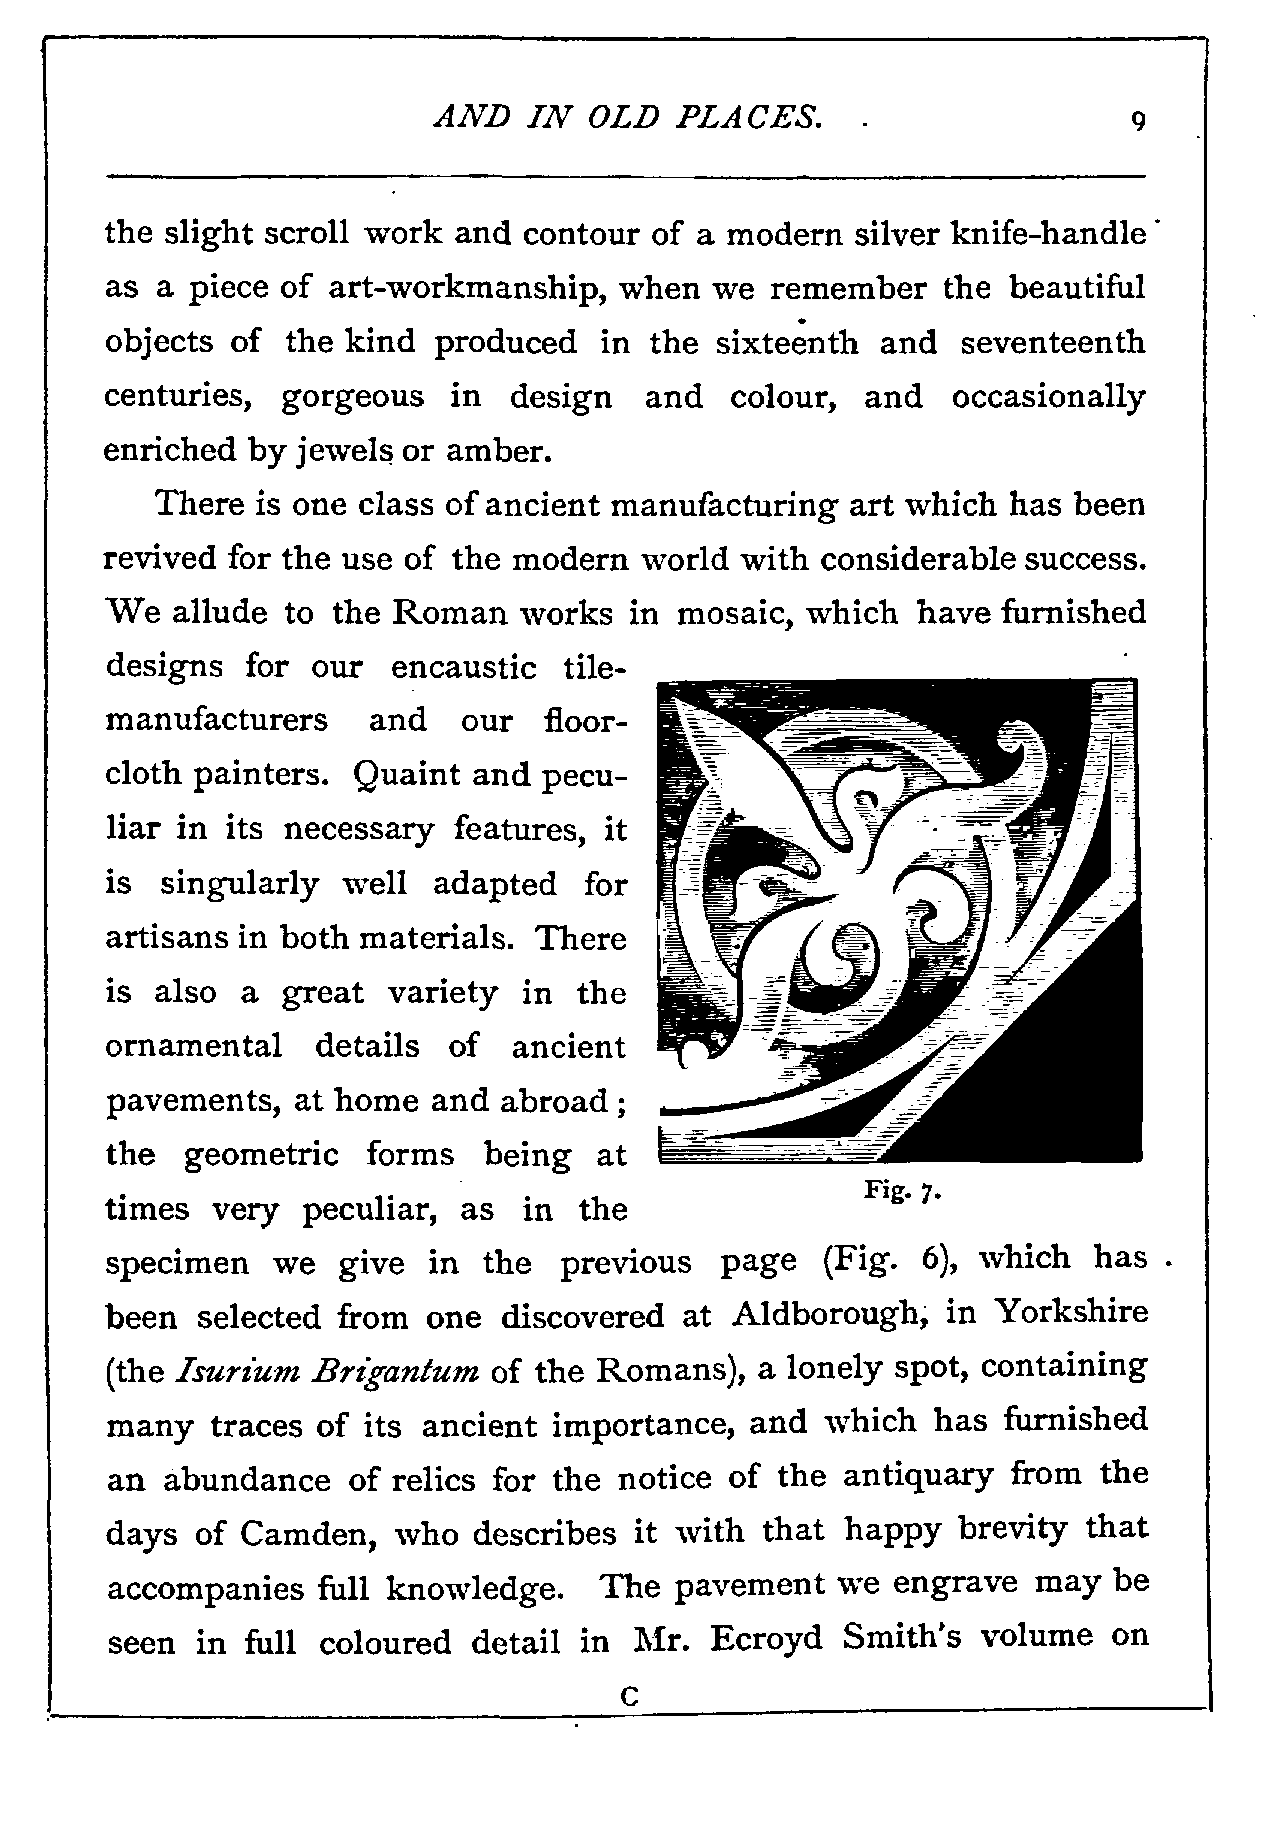 AND IN OLD PLACES. 9
the slight scroll work and contour of a modern silver knife-handle
as a piece of art-workmanship, when we remember the beautiful
objects of the kind produced in the sixteenth and seventeenth
centuries, gorgeous in design and colour, and occasionally
enriched by jewels or amber.
There is one class of ancient manufacturing art which has been
revived for the use of the modern world with considerable success.
We allude to the Roman works in mosaic, which have furnished
designs for our encaustic tile-
manufacturers and our floor-
cloth painters. Quaint and pecu-
liar in its necessary features, it
is singularly well adapted for
artisans in both materials. There
is also a great variety in the
ornamental details of ancient
pavements, at home and abroad;
the geometric forms being at
times very peculiar, as in the
Fig. 7.
specimen we give in the previous page (Fig. 6), which has
been selected from one discovered at Aldborough, in Yorkshire
(the Isurium Brigantum of the Romans), a lonely spot, containing
many traces of its ancient importance, and which has furnished
an abundance of relics for the notice of the antiquary from the
days of Camden, who describes it with that happy brevity that
accompanies full knowledge. The pavement we engrave may be
seen in full coloured detail in Mr. Ecroyd Smith's volume on
C